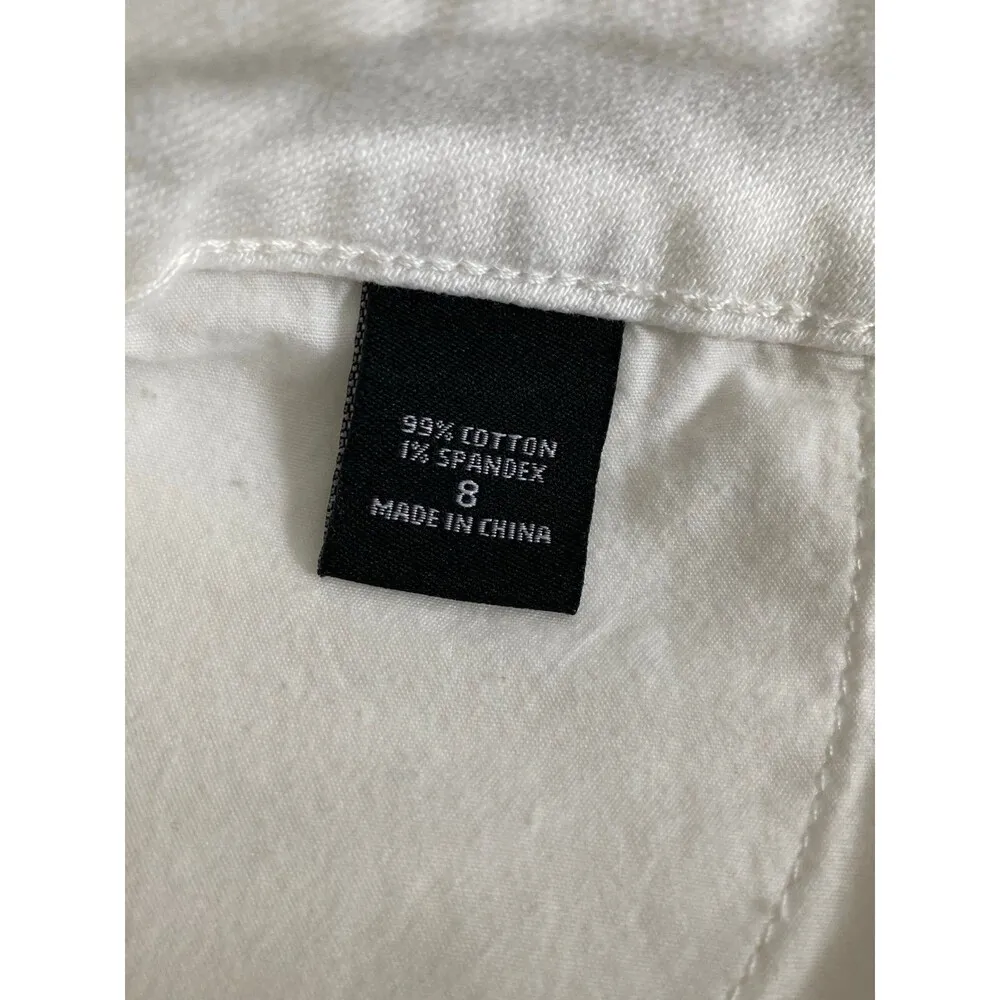 99% COTTON
1% SPANDEX
8
MADE IN CHINA